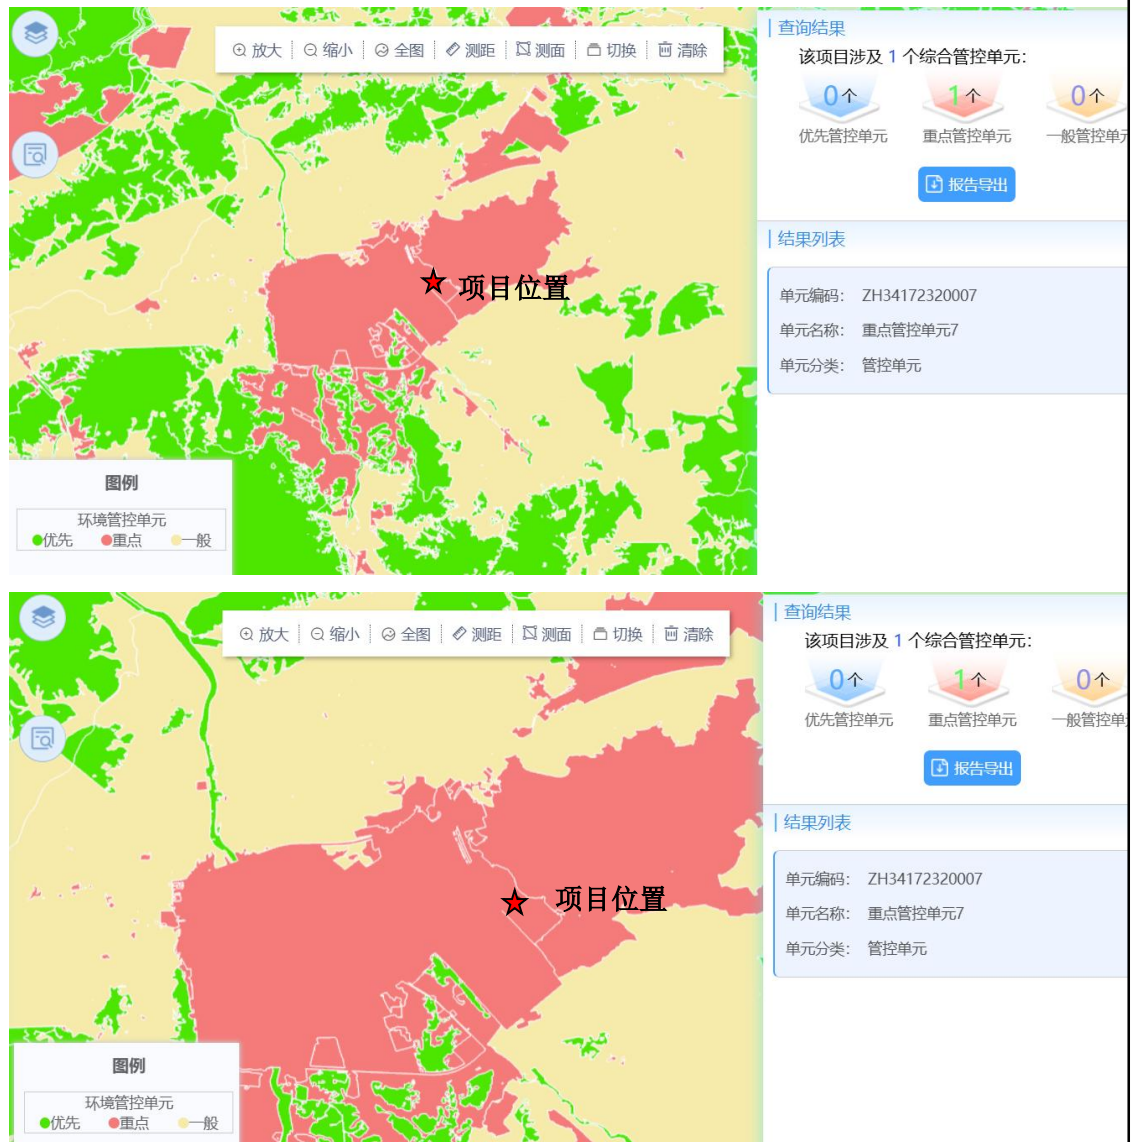 放大 缩小 全图 测距 测面 切换 清除
项目位置
图例
环境管控单元
优先 重点 一般
查询结果
该项目涉及 1 个综合管控单元：
0个 1个 0个
优先管控单元 重点管控单元 一般管控单
报告导出
结果列表
单元编码： ZH34172320007
单元名称： 重点管控单元7
单元分类： 管控单元
放大 缩小 全图 测距 测面 切换 清除
项目位置
图例
环境管控单元
优先 重点 一般
查询结果
该项目涉及 1 个综合管控单元：
0个 1个 0个
优先管控单元 重点管控单元 一般管控单
报告导出
结果列表
单元编码： ZH34172320007
单元名称： 重点管控单元7
单元分类： 管控单元